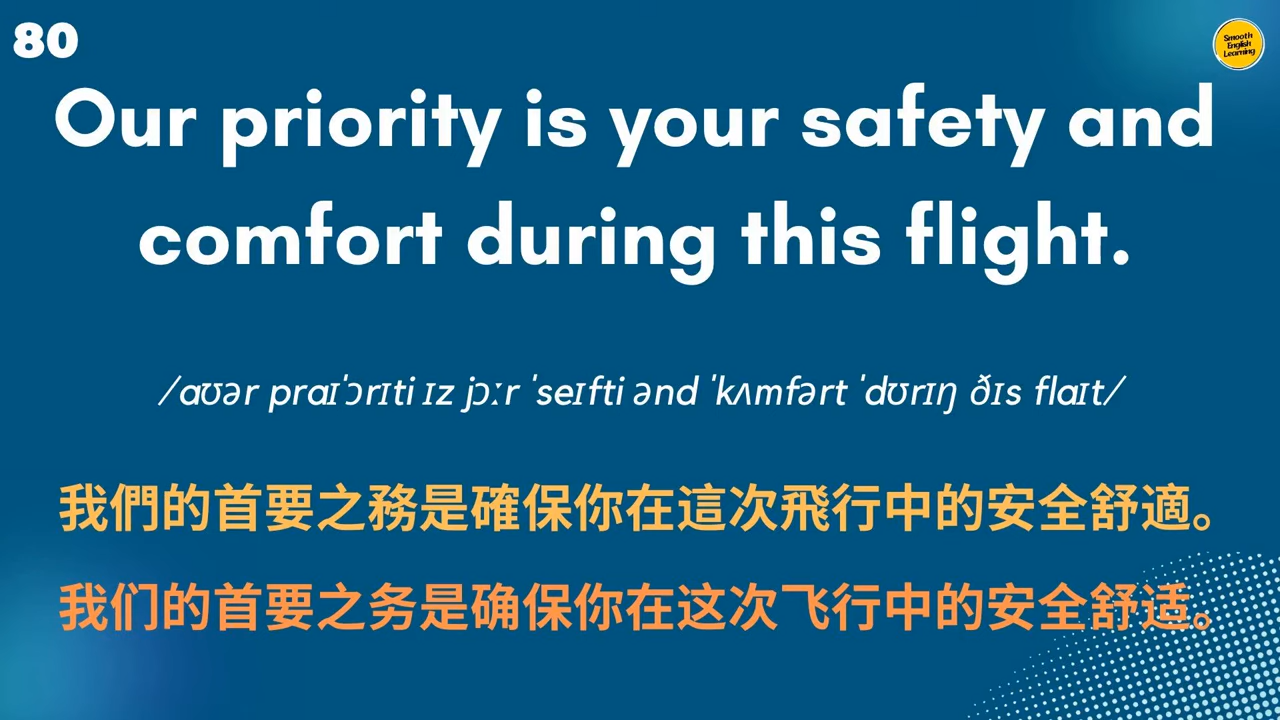 80
Smooth
English
Learning
Our priority is your safety and
comfort during this flight.
/aʊər praɪˈɔrɪti ɪz jɔːr ˈseɪfti ənd ˈkʌmfərt ˈdʊrɪŋ ðɪs flaɪt/
我們的首要之務是確保你在這次飛行中的安全舒適。
我们的首要之务是确保你在这次飞行中的安全舒适。